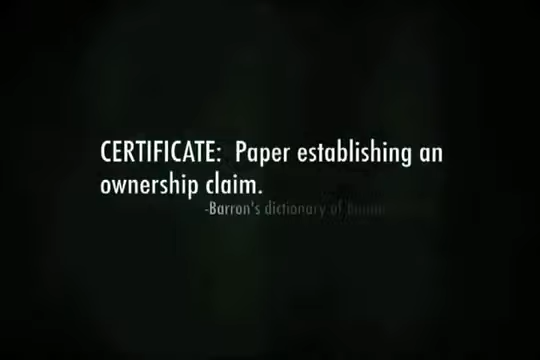 CERTIFICATE: Paper establishing an
ownership claim.
-Barron's dictionary of